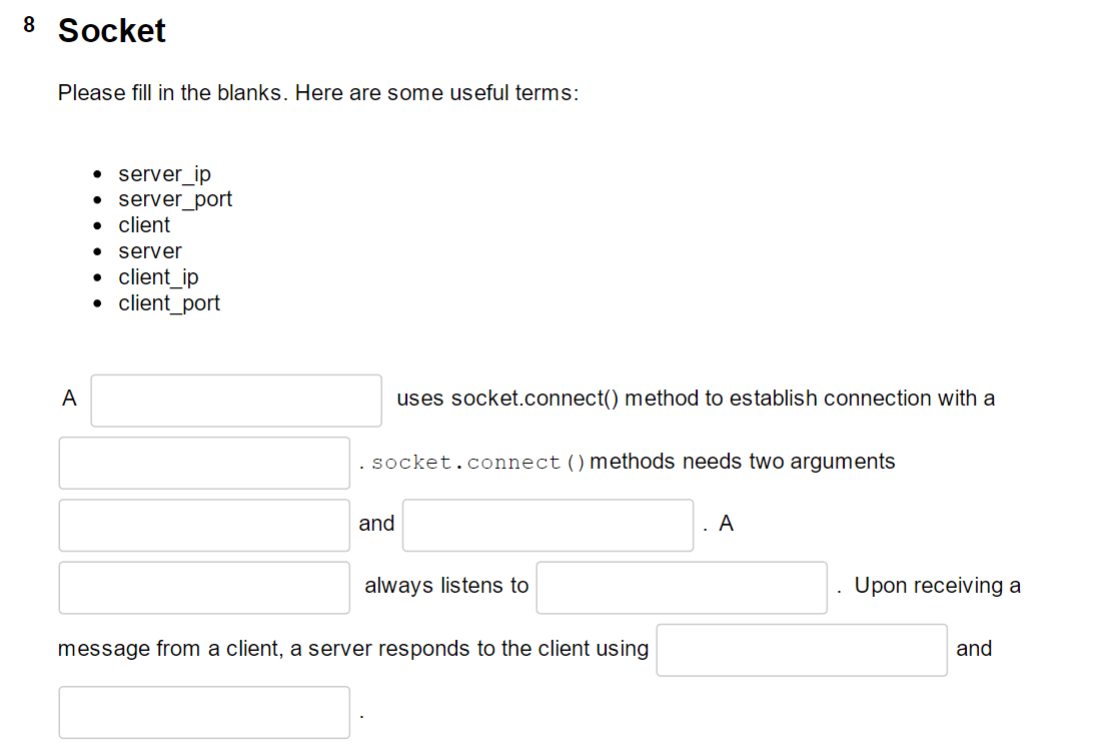 8 Socket
Please fill in the blanks. Here are some useful terms:
• server_ip
• server_port
• client
• server
• client_ip
• client_port
A uses socket.connect() method to establish connection with a
. socket.connect() methods needs two arguments
and . A
always listens to . Upon receiving a
message from a client, a server responds to the client using and
.